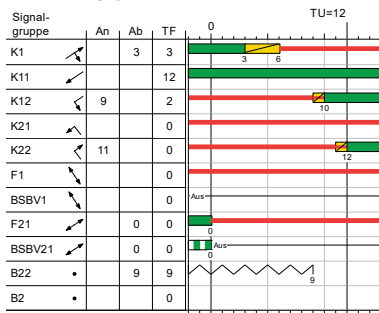 TU=12
Signal-
gruppe An Ab TF 0
K1 3 3 3 6
K11 12
K12 9 2 10
K21 0
K22 11 0 12
F1 0
BSBV1 0 Aus
F21 0 0 0
BSBV21 0 0 Aus 0
B22 9 9 9
B2 0